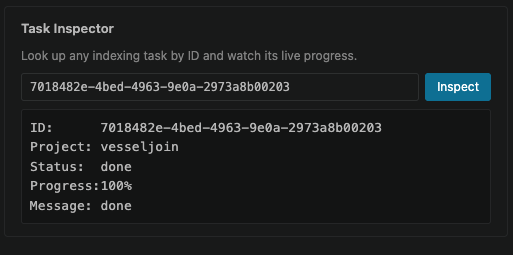 Task Inspector
Look up any indexing task by ID and watch its live progress.
7018482e-4bed-4963-9e0a-2973a8b00203
Inspect
ID:      7018482e-4bed-4963-9e0a-2973a8b00203
Project: vesseljoin
Status:  done
Progress:100%
Message: done